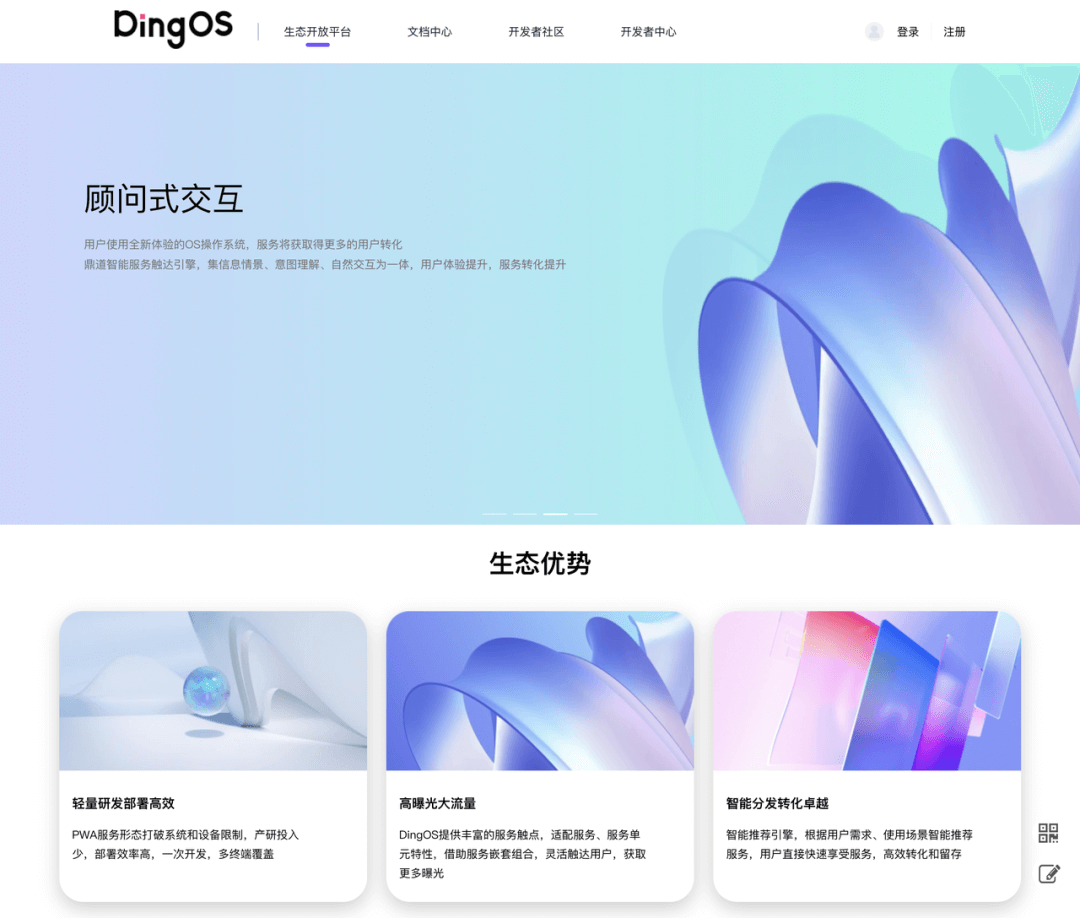 DingOS
生态开放平台
文档中心
开发者社区
开发者中心
登录
注册
顾问式交互
用户使用全新体验的OS操作系统，服务将获取得更多的用户转化
鼎道智能服务触达引擎，集信息情景、意图理解、自然交互为一体，用户体验提升，服务转化提升
生态优势
轻量研发部署高效
PWA服务形态打破系统和设备限制，产研投入
少，部署效率高，一次开发，多终端覆盖
高曝光大流量
DingOS提供丰富的服务触点，适配服务、服务单
元特性，借助服务嵌套组合，灵活触达用户，获取
更多曝光
智能分发转化卓越
智能推荐引擎，根据用户需求、使用场景智能推荐
服务，用户直接快速享受服务，高效转化和留存